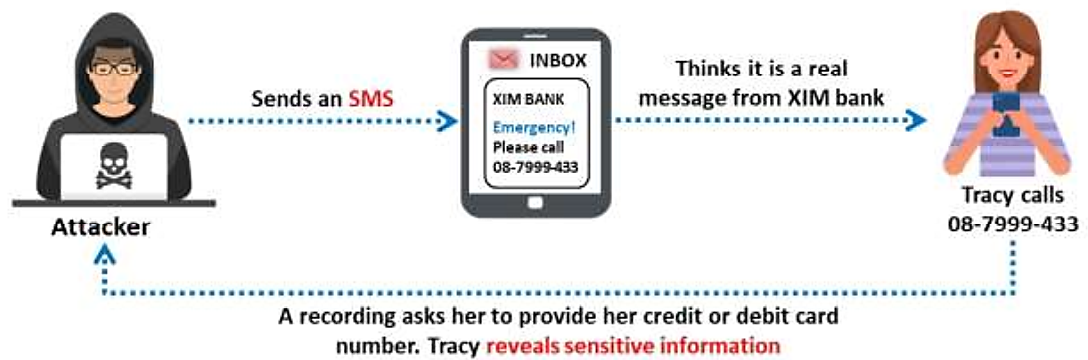 Attacker
Sends an SMS
INBOX
XIM BANK
Emergency!
Please call
08-7999-433
Thinks it is a real
message from XIM bank
Tracy calls
08-7999-433
A recording asks her to provide her credit or debit card
number. Tracy reveals sensitive information